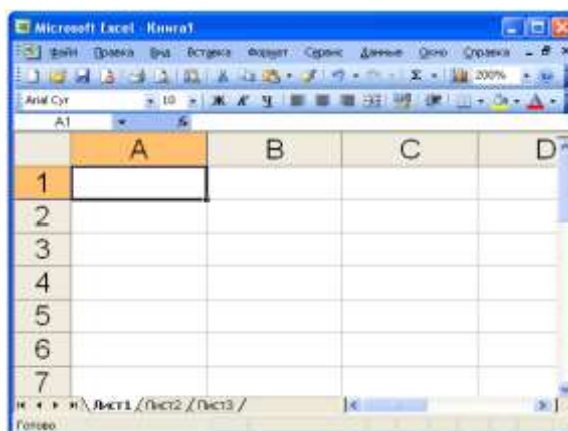 Microsoft Excel - Книга1
Файл Правка Вид Вставка Формат Сервис Данные Окно Справка
Σ 200%
Arial Cyr 10 Ж К Ч А
A1 fx
A B C D
1
2
3
4
5
6
7
Лист1 / Лист2 / Лист3 /
Готово